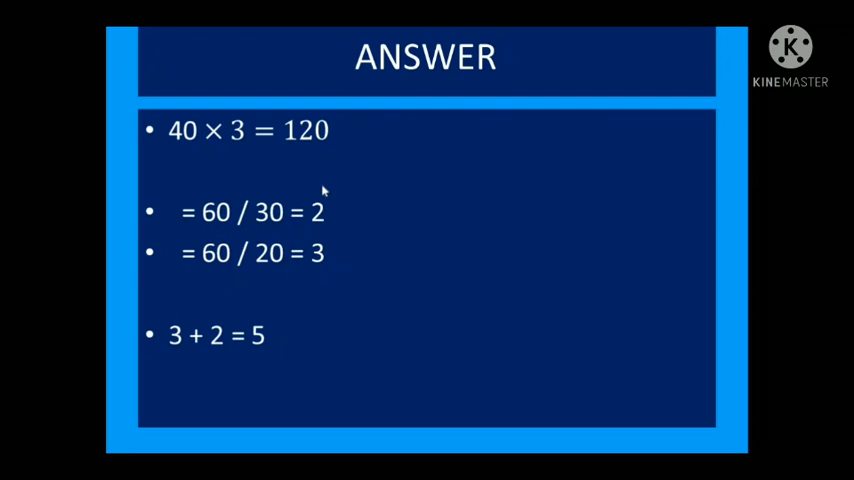 ANSWER
K
KINEMASTER
• 40 × 3 = 120
• = 60 / 30 = 2
• = 60 / 20 = 3
• 3 + 2 = 5